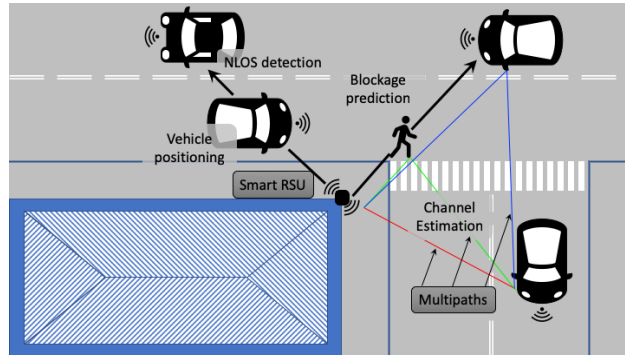 NLOS detection
Blockage
prediction
Vehicle
positioning
Smart RSU
Channel
Estimation
Multipaths